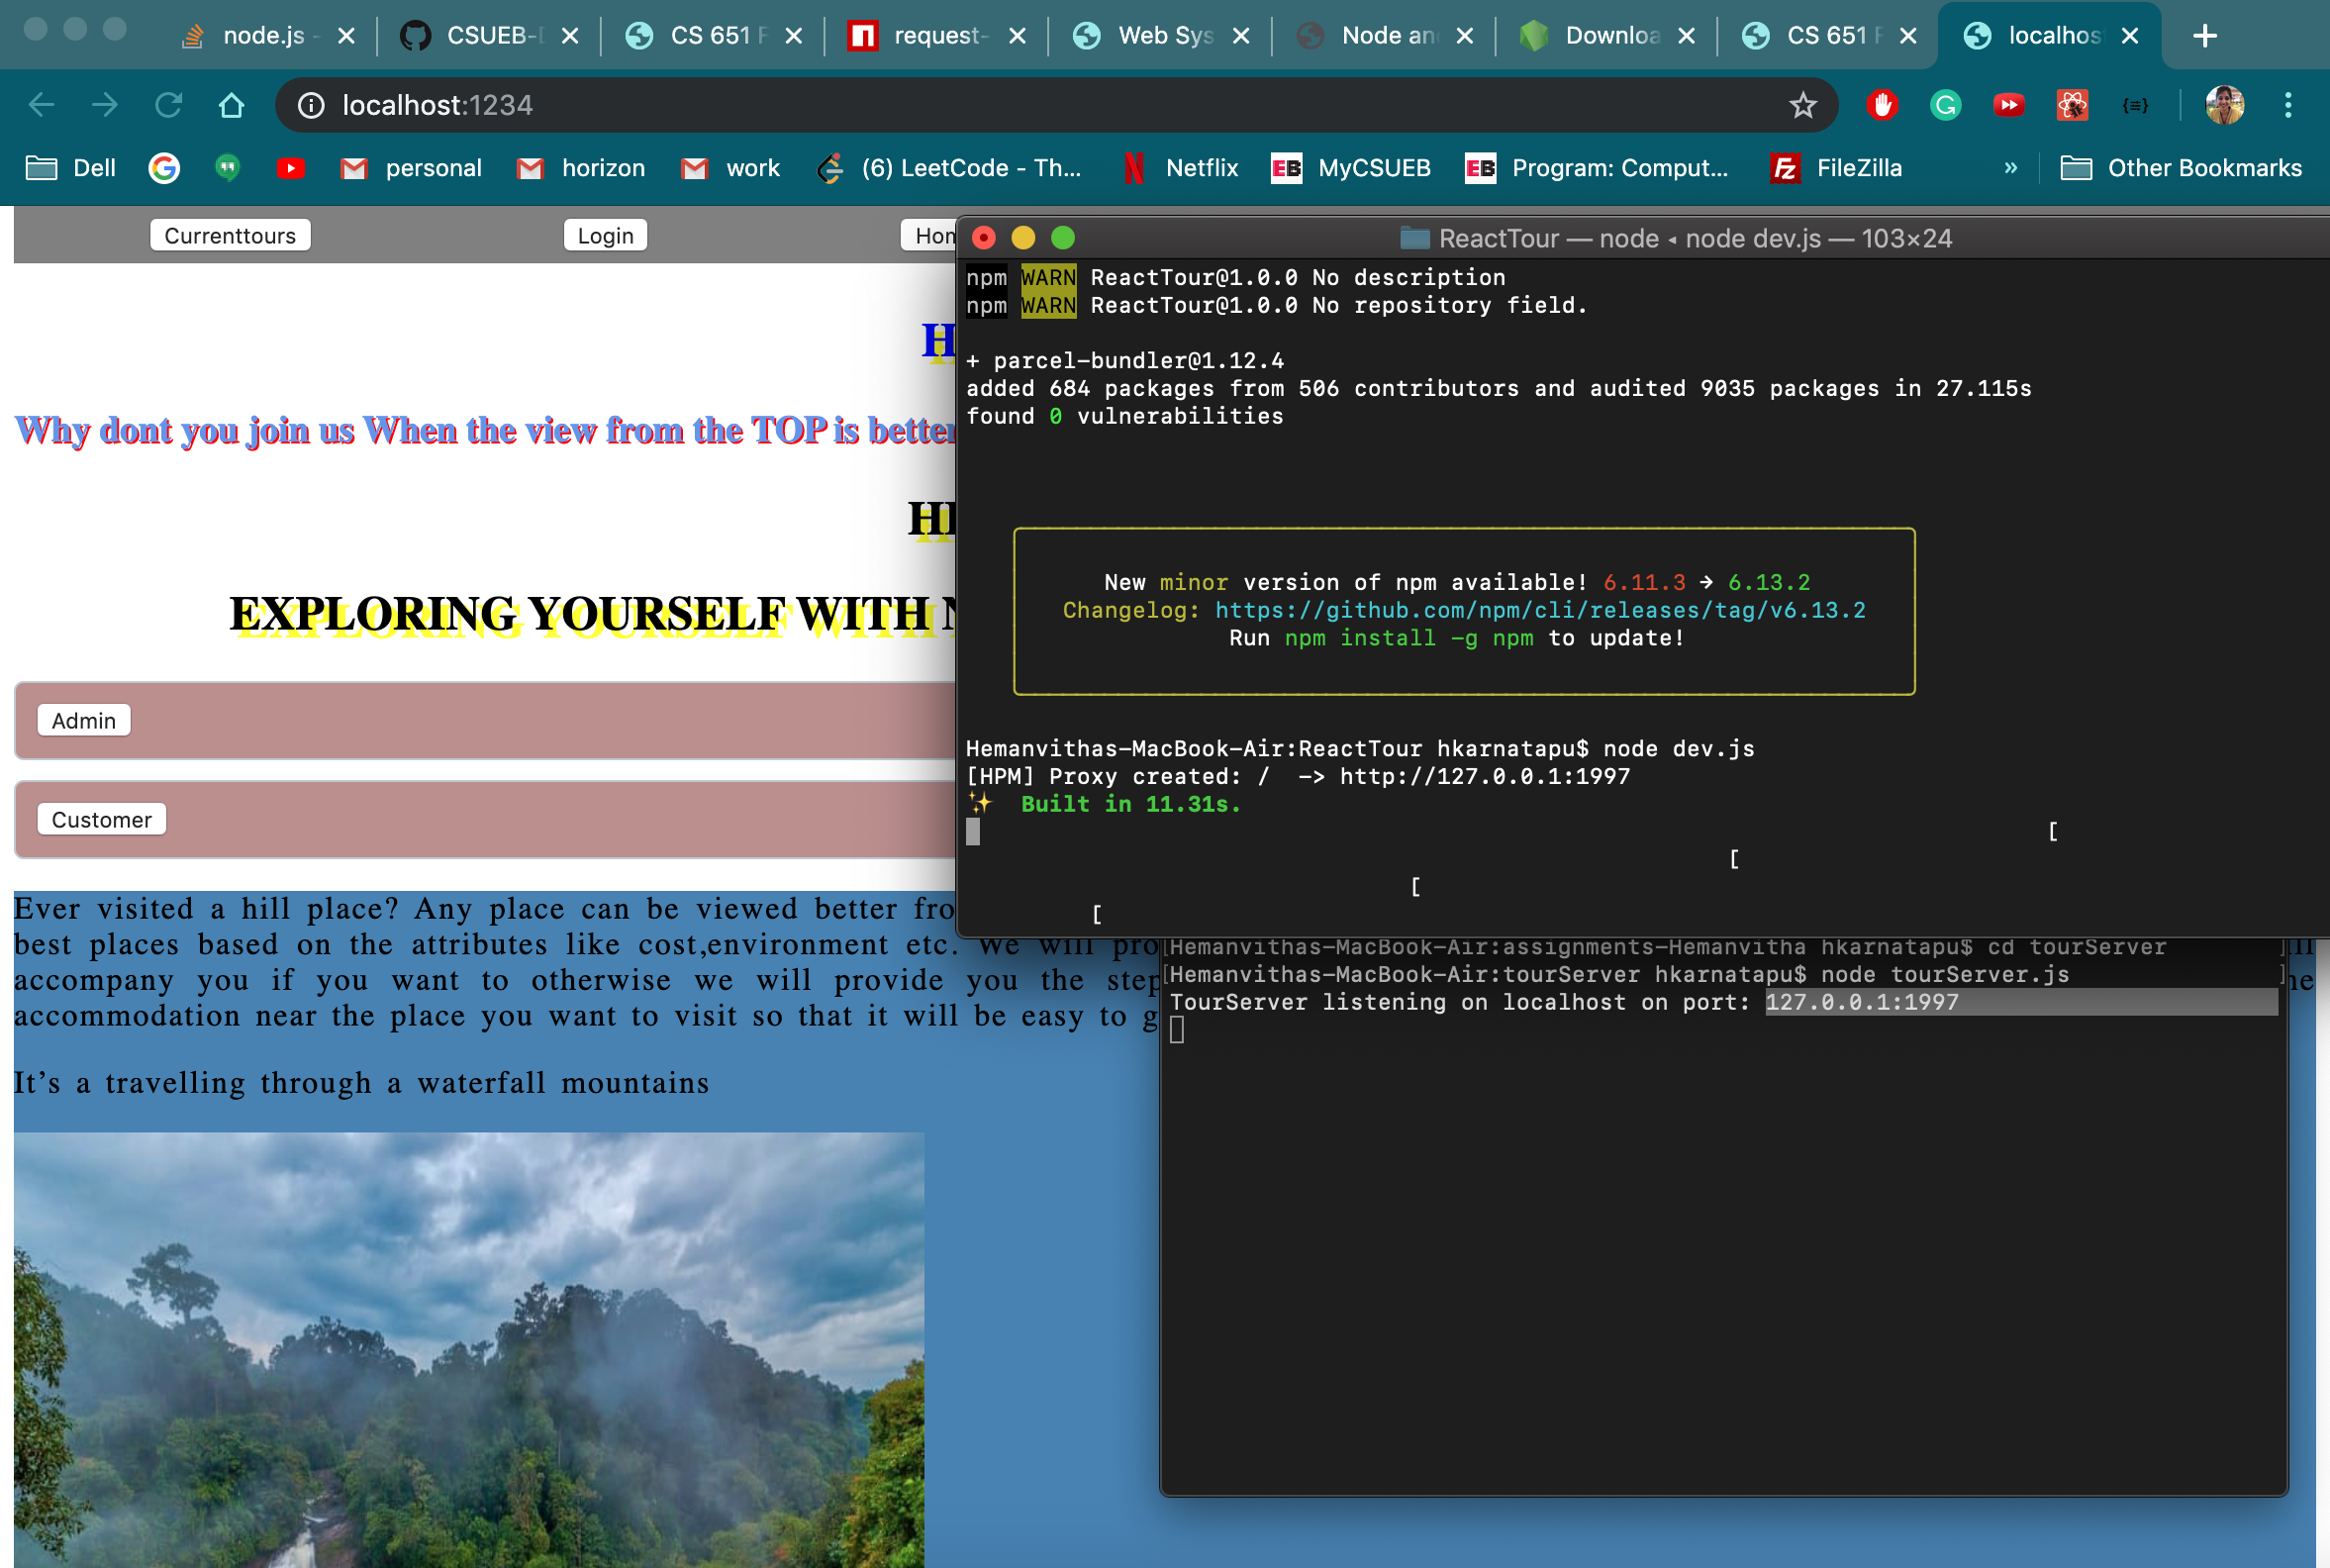 node.js -
CSUEB-
CS 651 F
request-
Web Sys
Node an
Downloa
CS 651 F
localhos
localhost:1234
Dell
personal
horizon
work
(6) LeetCode - Th...
Netflix
EB MyCSUEB
EB Program: Comput...
Fz FileZilla
»
Other Bookmarks
Currenttours
Login
Hon
ReactTour — node ◂ node dev.js — 103×24
npm WARN ReactTour@1.0.0 No description
npm WARN ReactTour@1.0.0 No repository field.
+ parcel-bundler@1.12.4
added 684 packages from 506 contributors and audited 9035 packages in 27.115s
found 0 vulnerabilities
New minor version of npm available! 6.11.3 → 6.13.2
Changelog: https://github.com/npm/cli/releases/tag/v6.13.2
Run npm install -g npm to update!
Hemanvithas-MacBook-Air:ReactTour hkarnatapu$ node dev.js
[HPM] Proxy created: /  -> http://127.0.0.1:1997
✨  Built in 11.31s.
[
[
[
[
H
Why dont you join us When the view from the TOP is better
EXPLORING YOURSELF WITH
Admin
Customer
Ever visited a hill place? Any place can be viewed better fro
best places based on the attributes like cost,environment etc. We will pro
accompany you if you want to otherwise we will provide you the step
accommodation near the place you want to visit so that it will be easy to g
It's a travelling through a waterfall mountains
[Hemanvithas-MacBook-Air:assignments-Hemanvitha hkarnatapu$ cd tourServer ]
[Hemanvithas-MacBook-Air:tourServer hkarnatapu$ node tourServer.js ]
TourServer listening on localhost on port: 127.0.0.1:1997